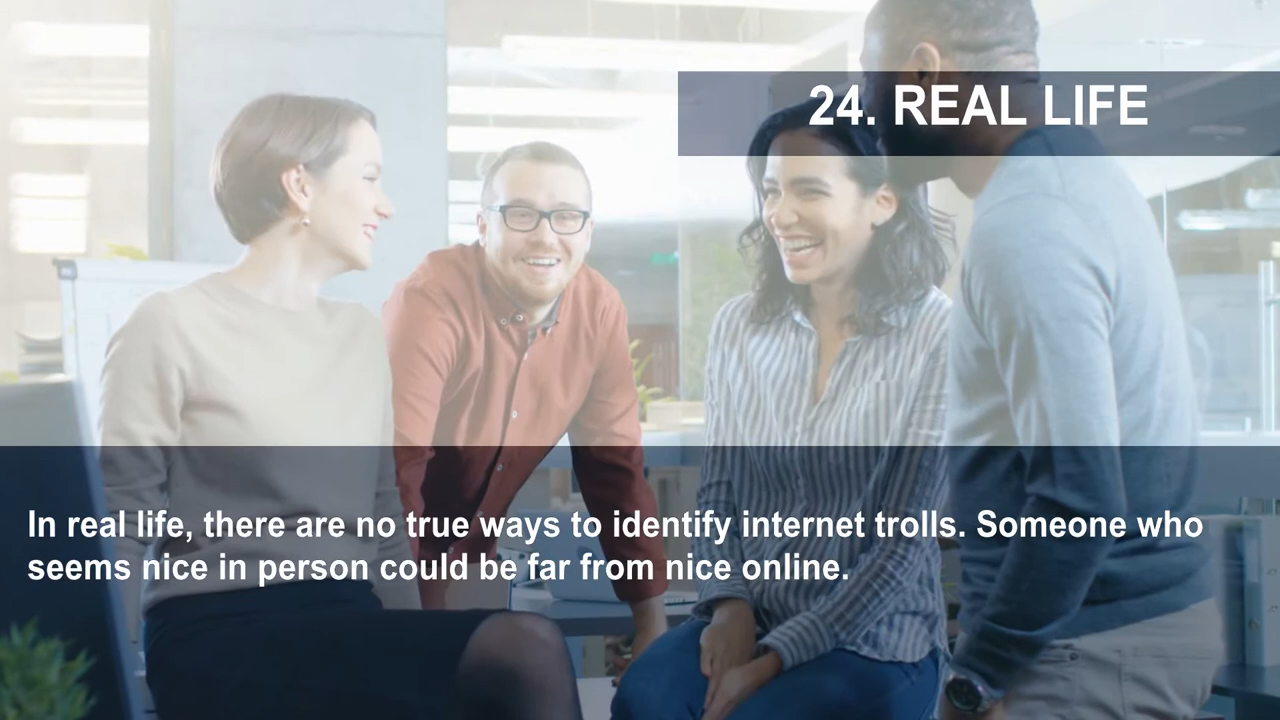 24. REAL LIFE
In real life, there are no true ways to identify internet trolls. Someone who
seems nice in person could be far from nice online.